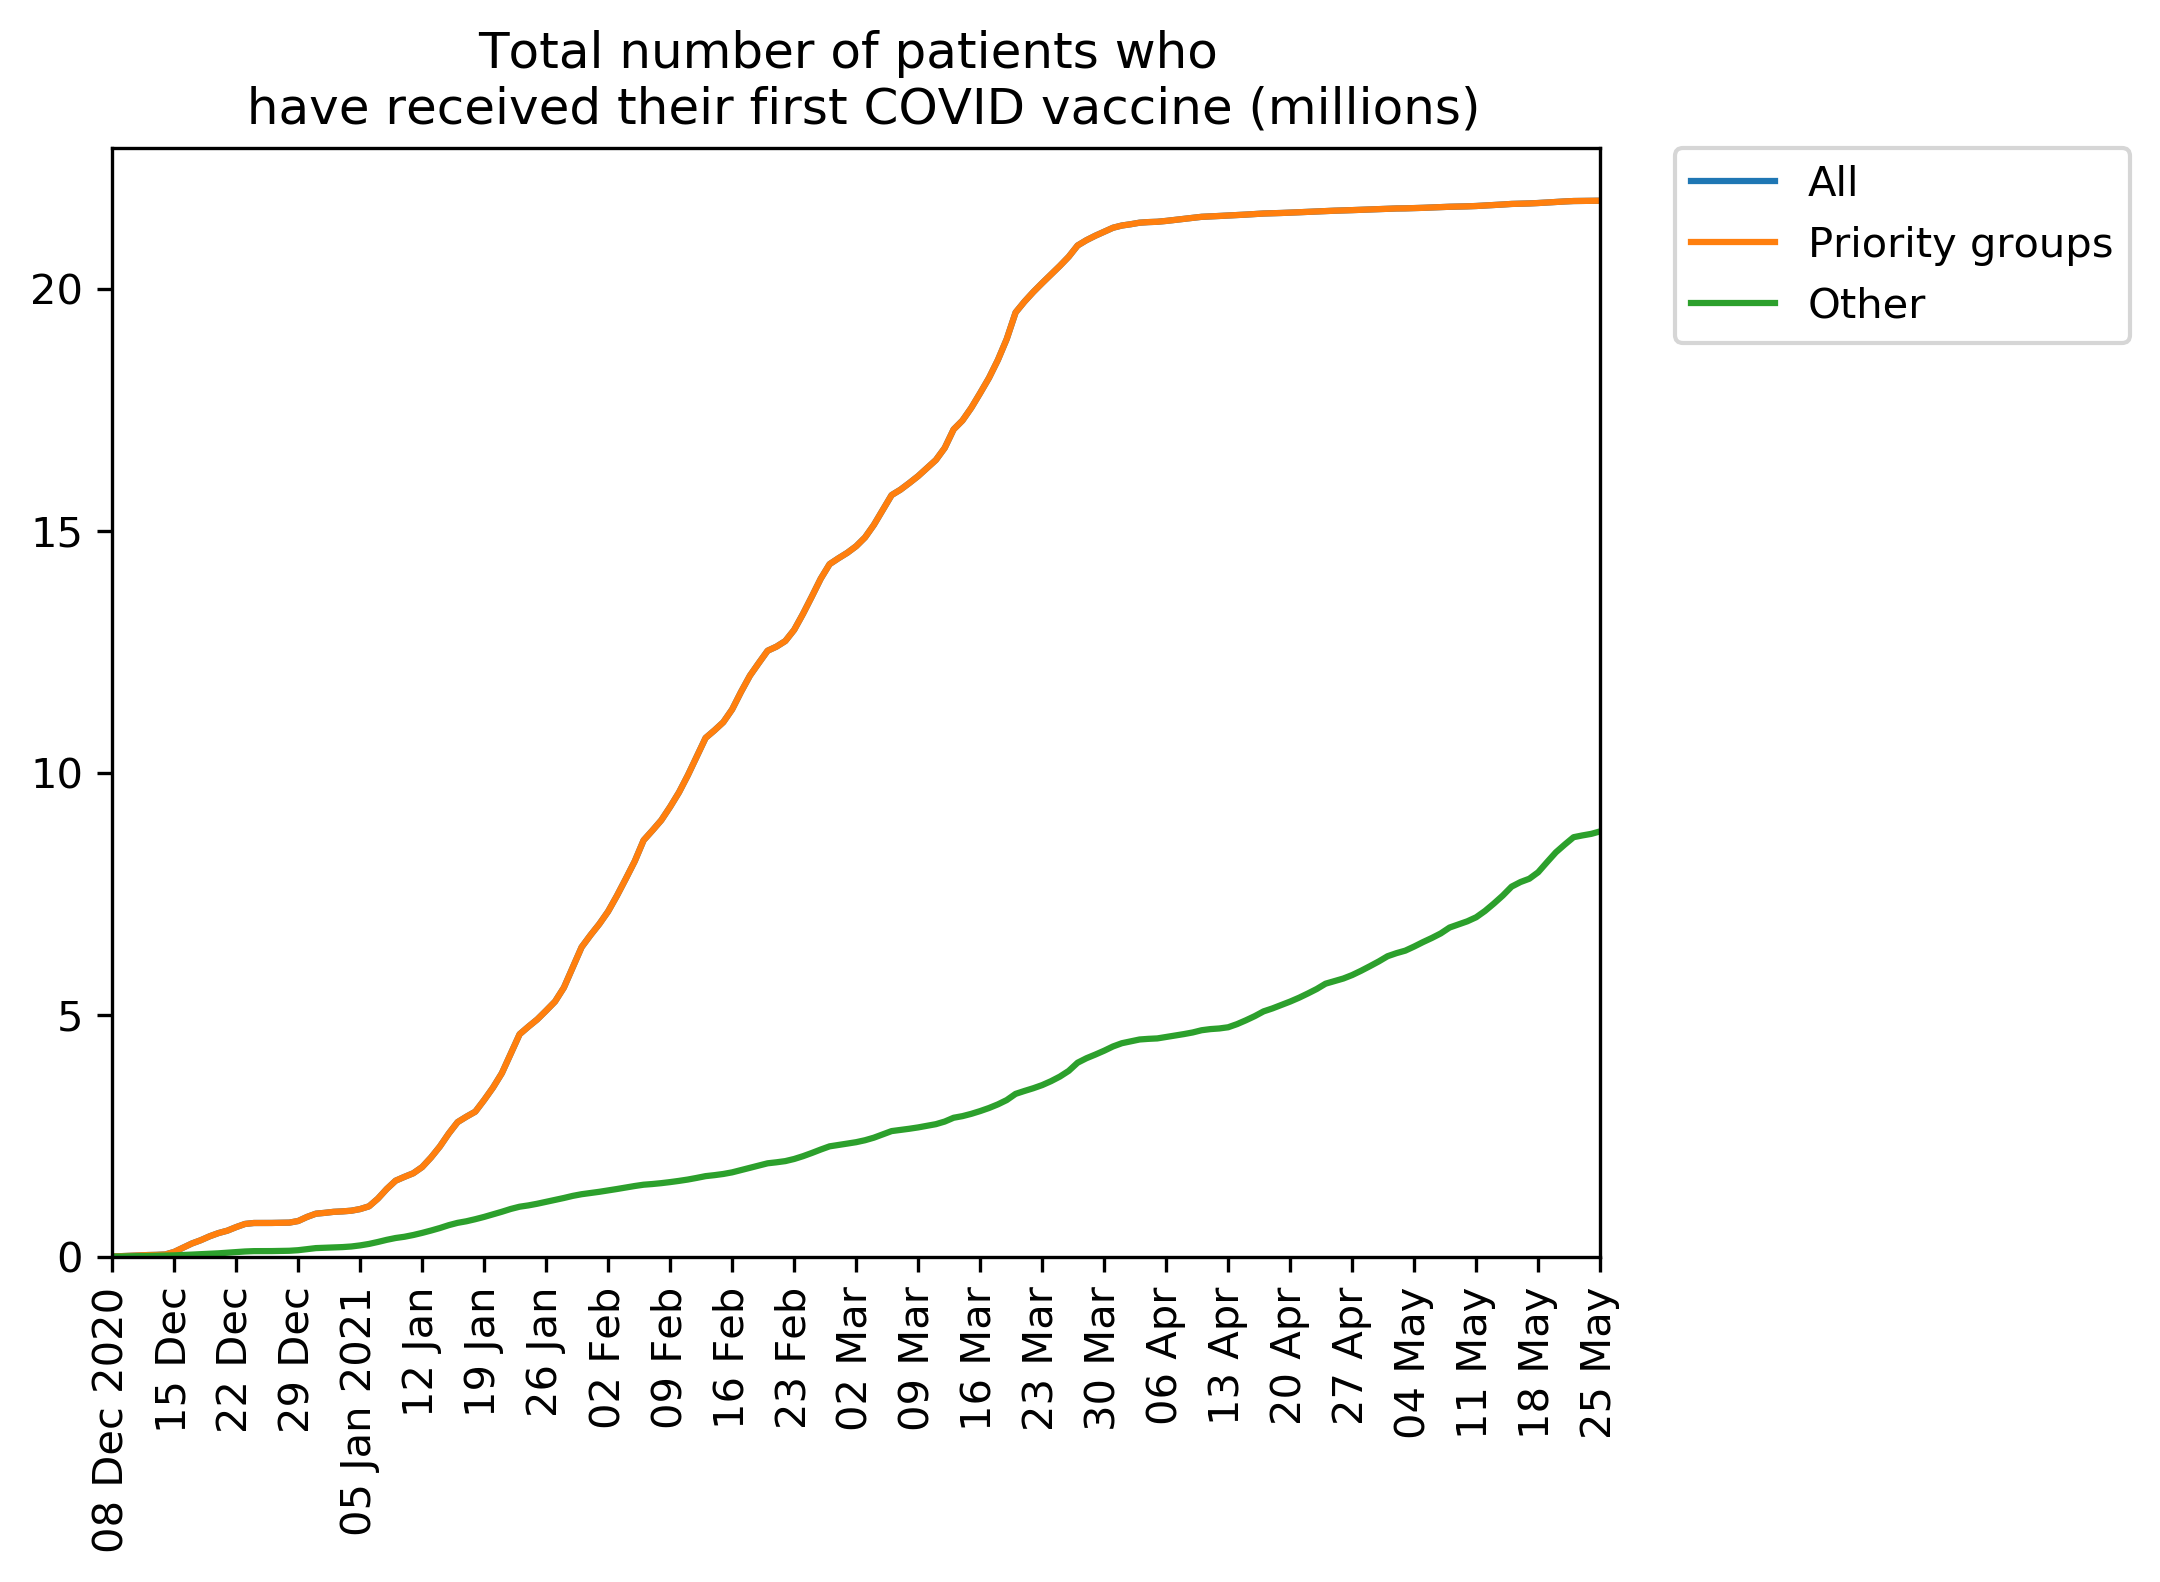 Total number of patients who
have received their first COVID vaccine (millions)
All
Priority groups
Other
20
15
10
5
0
08 Dec 2020
15 Dec
22 Dec
29 Dec
05 Jan 2021
12 Jan
19 Jan
26 Jan
02 Feb
09 Feb
16 Feb
23 Feb
02 Mar
09 Mar
16 Mar
23 Mar
30 Mar
06 Apr
13 Apr
20 Apr
27 Apr
04 May
11 May
18 May
25 May